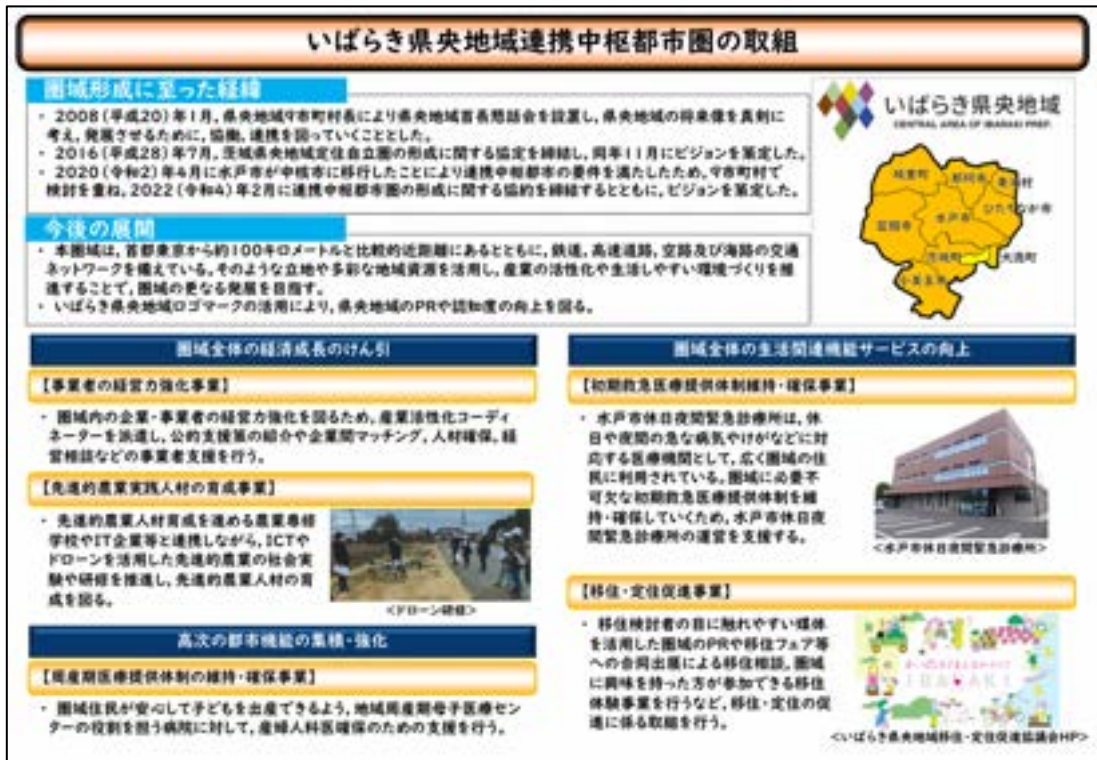 いばらき県央地域連携中枢都市圏の取組
圏域形成に至った経緯
・ 2008(平成20)年1月，県央地域9市町村長により県央地域首長懇話会を設置し，県央地域の将来像を真剣に
考え，発展させるために，協働，連携を図っていくこととした。
・ 2016(平成28)年7月，茨城県央地域定住自立圏の形成に関する協定を締結し，同年11月にビジョンを策定した。
・ 2020(令和2)年4月に水戸市が中核市に移行したことにより連携中枢都市の要件を満たしたため，9市町村で
検討を重ね，2022(令和4)年2月に連携中枢都市圏の形成に関する協約を締結するとともに，ビジョンを策定した。
今後の展開
・ 本圏域は，首都東京から約100キロメートルと比較的近距離にあるとともに，鉄道，高速道路，空路及び海路の交通
ネットワークを備えている。そのような立地や多彩な地域資源を活用し，産業の活性化や生活しやすい環境づくりを推
進することで，圏域の更なる発展を目指す。
・ いばらき県央地域ロゴマークの活用により，県央地域のPRや認知度の向上を図る。
いばらき県央地域
CENTRAL AREA OF IBARAKI PREF.
城里町
那珂市
東海村
ひたちなか市
水戸市
笠間市
茨城町
大洗町
小美玉市
圏域全体の経済成長のけん引
【事業者の経営力強化事業】
・ 圏域内の企業・事業者の経営力強化を図るため，産業活性化コーディ
ネーターを派遣し，公的支援策の紹介や企業間マッチング，人材確保，経
営相談などの事業者支援を行う。
【先進的農業実践人材の育成事業】
・ 先進的農業人材育成を進める農業専修
学校やIT企業等と連携しながら，ICTや
ドローンを活用した先進的農業の社会実
験や研修を推進し，先進的農業人材の育
成を図る。
<ドローン研修>
高次の都市機能の集積・強化
【周産期医療提供体制の維持・確保事業】
・ 圏域住民が安心して子どもを出産できるよう，地域周産期母子医療セン
ターの役割を担う病院に対して，産婦人科医確保のための支援を行う。
圏域全体の生活関連機能サービスの向上
【初期救急医療提供体制維持・確保事業】
・ 水戸市休日夜間緊急診療所は，休
日や夜間の急な病気やけがなどに対
応する医療機関として，広く圏域の住
民に利用されている。圏域に必要不
可欠な初期救急医療提供体制を維
持・確保していくため，水戸市休日夜
間緊急診療所の運営を支援する。
<水戸市休日夜間緊急診療所>
【移住・定住促進事業】
・ 移住検討者の目に触れやすい媒体
を活用した圏域のPRや移住フェア等
への合同出展による移住相談，圏域
に興味を持った方が参加できる移住
体験事業を行うなど，移住・定住の促
進に係る取組を行う。
IBARAKI
<いばらき県央地域移住・定住促進協議会HP>